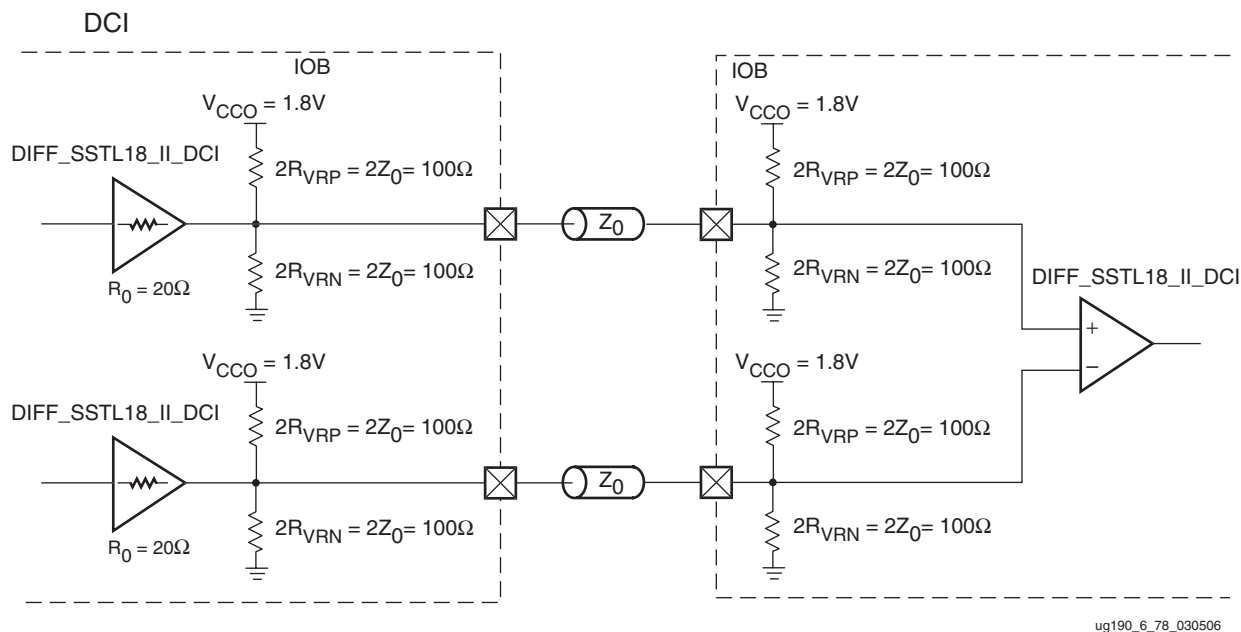 DCI
IOB
IOB
V_CCO = 1.8V
V_CCO = 1.8V
DIFF_SSTL18_II_DCI
2R_VRP = 2Z_0= 100Ω
2R_VRP = 2Z_0= 100Ω
Z_0
2R_VRN = 2Z_0= 100Ω
2R_VRN = 2Z_0= 100Ω
DIFF_SSTL18_II_DCI
R_0 = 20Ω
+
−
V_CCO = 1.8V
V_CCO = 1.8V
DIFF_SSTL18_II_DCI
2R_VRP = 2Z_0= 100Ω
2R_VRP = 2Z_0= 100Ω
Z_0
2R_VRN = 2Z_0= 100Ω
2R_VRN = 2Z_0= 100Ω
R_0 = 20Ω
ug190_6_78_030506